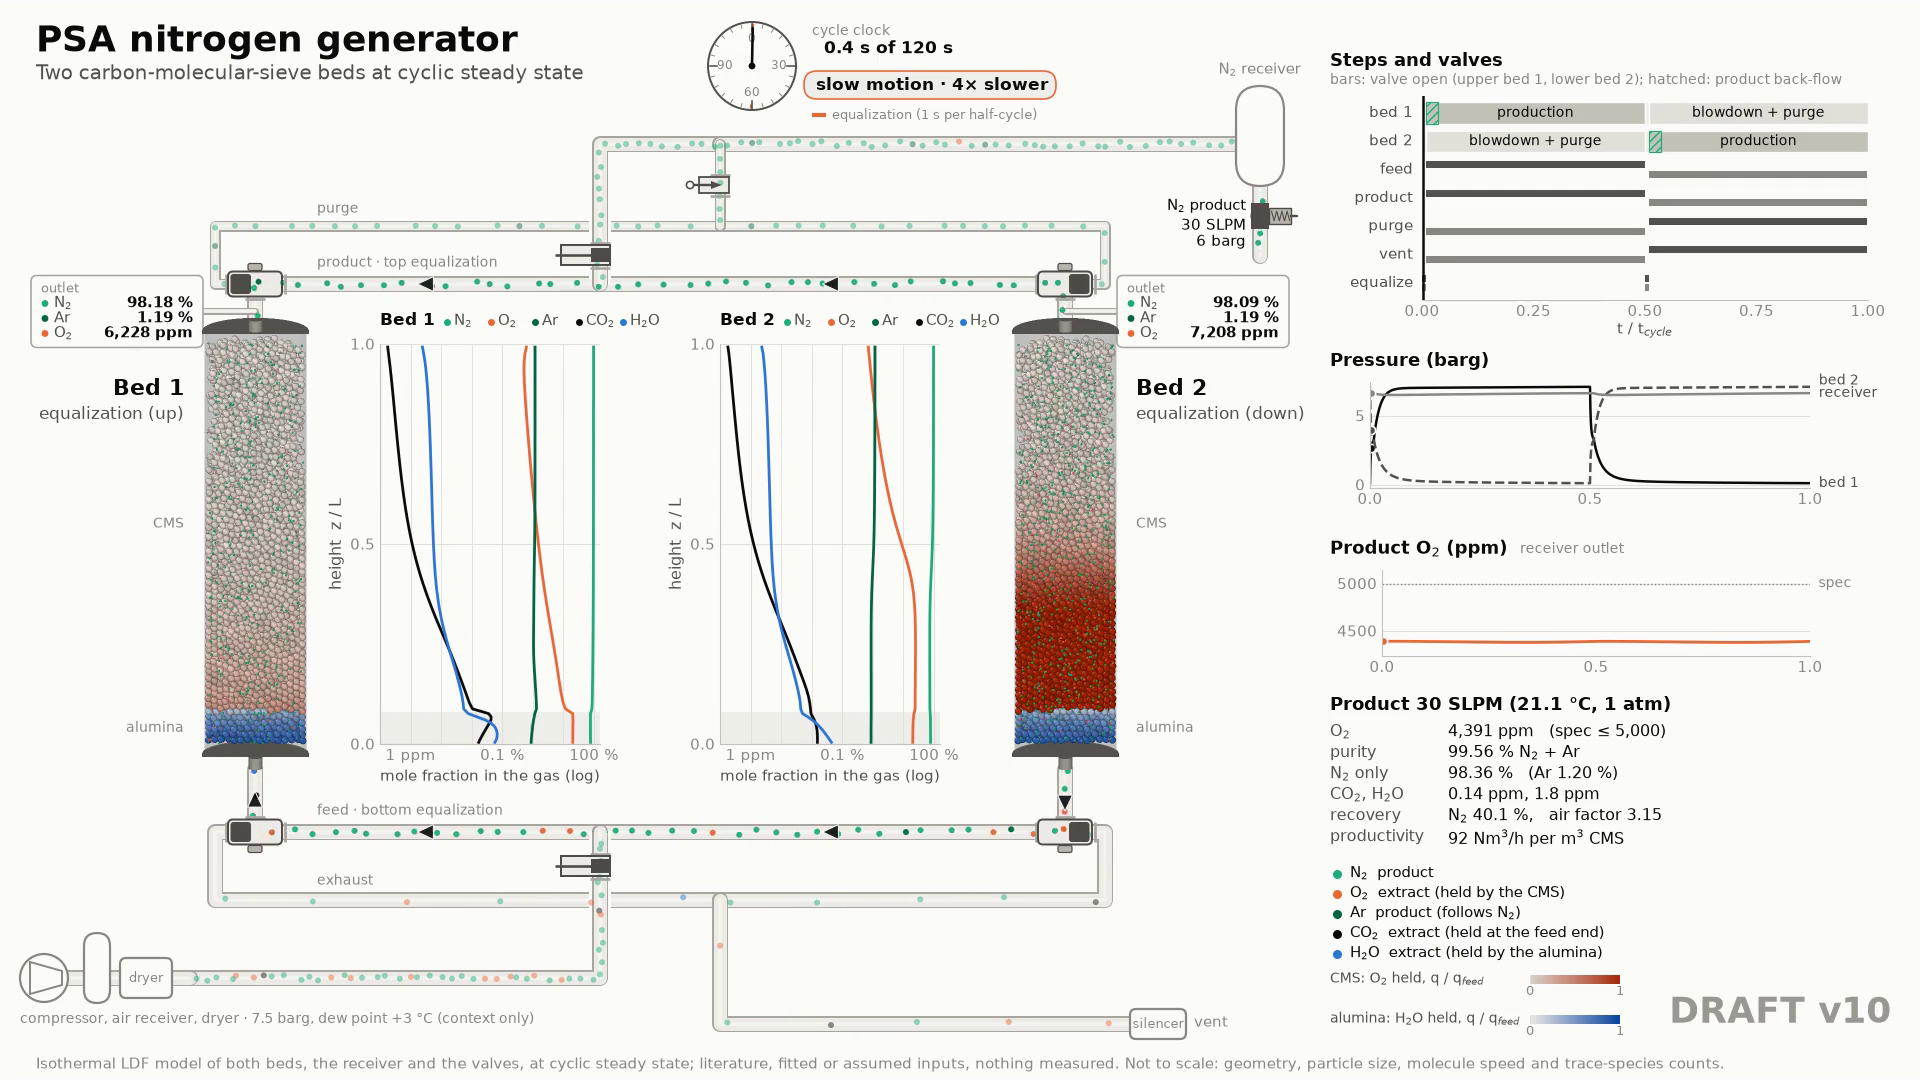 PSA nitrogen generator
Two carbon-molecular-sieve beds at cyclic steady state
0
30
60
90
cycle clock
0.4 s of 120 s
slow motion · 4× slower
equalization (1 s per half-cycle)
N₂ receiver
N₂ product
30 SLPM
6 barg
purge
product · top equalization
outlet
N₂ 98.18 %
Ar 1.19 %
O₂ 6,228 ppm
outlet
N₂ 98.09 %
Ar 1.19 %
O₂ 7,208 ppm
Bed 1
equalization (up)
CMS
alumina
Bed 1 N₂ O₂ Ar CO₂ H₂O
1.0
0.5
0.0
height z / L
1 ppm 0.1 % 100 %
mole fraction in the gas (log)
Bed 2 N₂ O₂ Ar CO₂ H₂O
1.0
0.5
0.0
height z / L
1 ppm 0.1 % 100 %
mole fraction in the gas (log)
Bed 2
equalization (down)
CMS
alumina
feed · bottom equalization
exhaust
dryer
compressor, air receiver, dryer · 7.5 barg, dew point +3 °C (context only)
silencer
vent
Steps and valves
bars: valve open (upper bed 1, lower bed 2); hatched: product back-flow
bed 1 production blowdown + purge
bed 2 blowdown + purge production
feed
product
purge
vent
equalize
0.00 0.25 0.50 0.75 1.00
t / tcycle
Pressure (barg)
5
0
bed 2
receiver
bed 1
0.0 0.5 1.0
Product O₂ (ppm) receiver outlet
5000
4500
spec
0.0 0.5 1.0
Product 30 SLPM (21.1 °C, 1 atm)
O₂ 4,391 ppm (spec ≤ 5,000)
purity 99.56 % N₂ + Ar
N₂ only 98.36 % (Ar 1.20 %)
CO₂, H₂O 0.14 ppm, 1.8 ppm
recovery N₂ 40.1 %, air factor 3.15
productivity 92 Nm³/h per m³ CMS
N₂ product
O₂ extract (held by the CMS)
Ar product (follows N₂)
CO₂ extract (held at the feed end)
H₂O extract (held by the alumina)
CMS: O₂ held, q / qfeed
0 1
alumina: H₂O held, q / qfeed
0 1
DRAFT v10
Isothermal LDF model of both beds, the receiver and the valves, at cyclic steady state; literature, fitted or assumed inputs, nothing measured. Not to scale: geometry, particle size, molecule speed and trace-species counts.